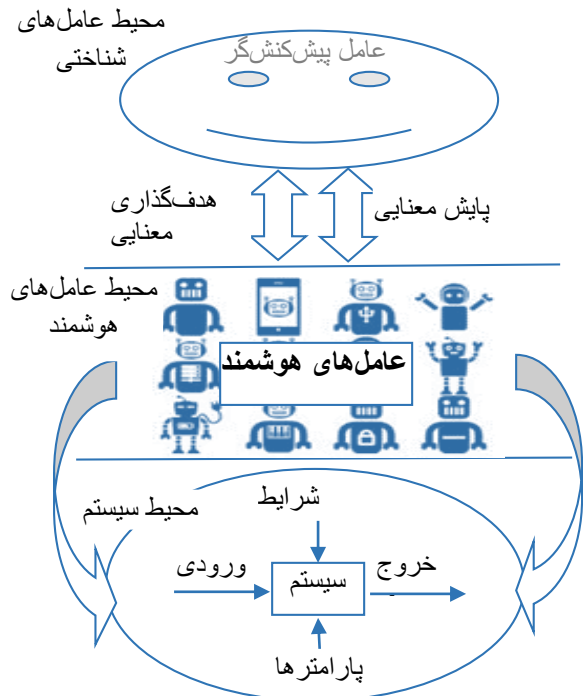 محیط عامل‌های
شناختی
عامل پیش‌کنش‌گر
هدف‌گذاری
معنایی
پایش معنایی
محیط عامل‌های
هوشمند
عامل‌های هوشمند
محیط سیستم
شرایط
ورودی
سیستم
خروج
پارامترها